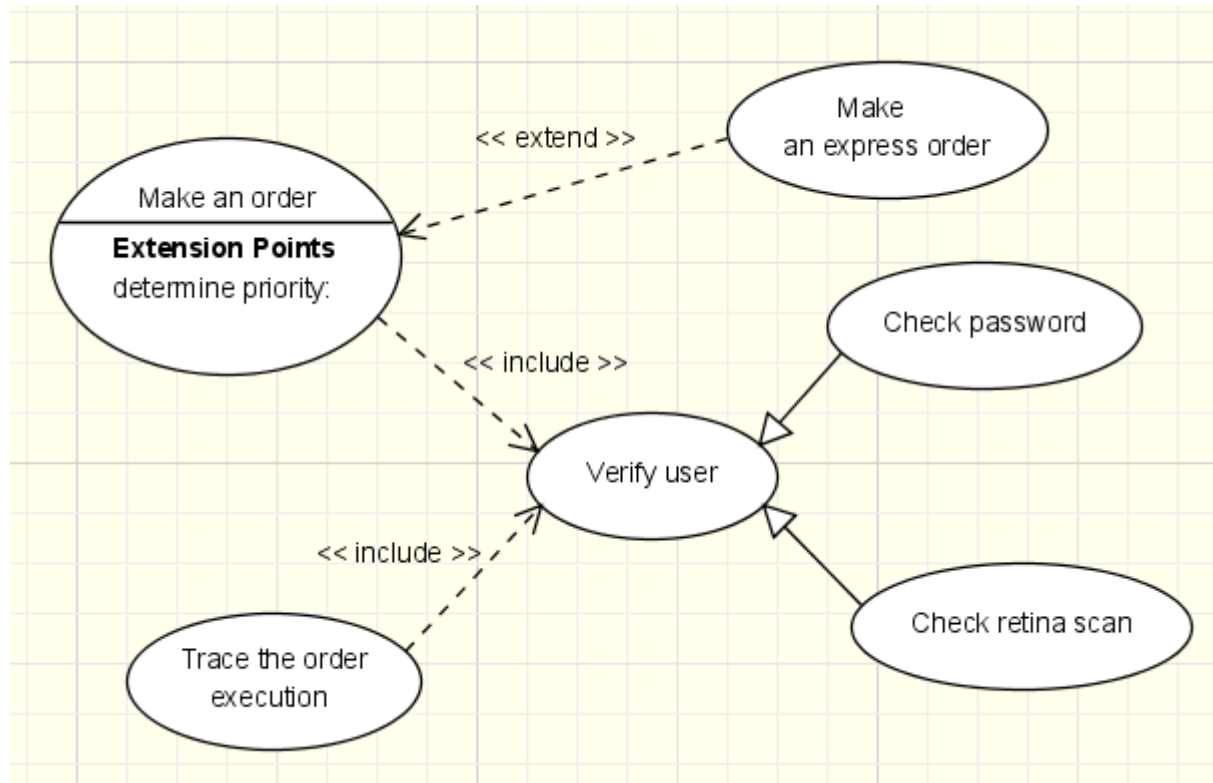 Make
an express order
<< extend >>
Make an order
Extension Points
determine priority:
Check password
<< include >>
Verify user
<< include >>
Check retina scan
Trace the order
execution